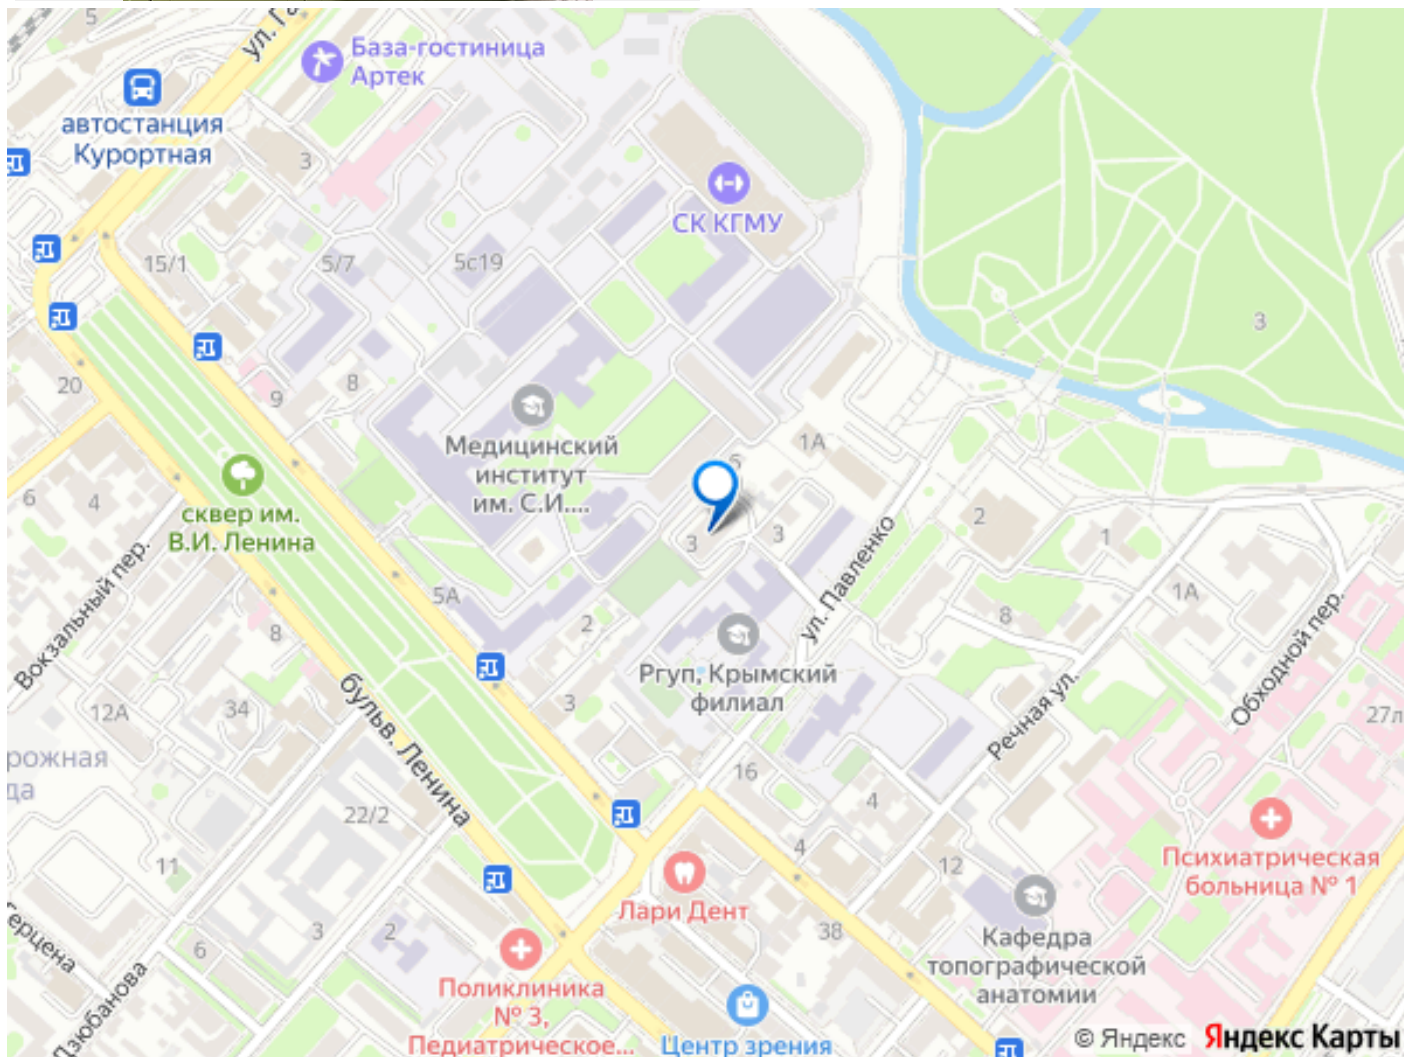 5
ул. Га
База-гостиница
Артек
автостанция
Курортная
3
СК КГМУ
15/1
5/7
5с19
3
20
8
9
Медицинский
институт
им. С.И....
1А
5
6
4
сквер им.
В.И. Ленина
3
3
2
1
ул. Павленко
Вокзальный пер.
5А
1А
8
2
8
Ргуп, Крымский
филиал
Обходной пер.
12А
34
3
бульв. Ленина
Речная ул.
27л
рожная
да
16
22/2
4
4
11
12
Психиатрическая
больница № 1
Лари Дент
Герцена
3
2
38
6
Кафедра
топографической
анатомии
Дзюбанова
Поликлиника
№ 3,
Педиатрическое...
Центр зрения
© Яндекс Яндекс Карты